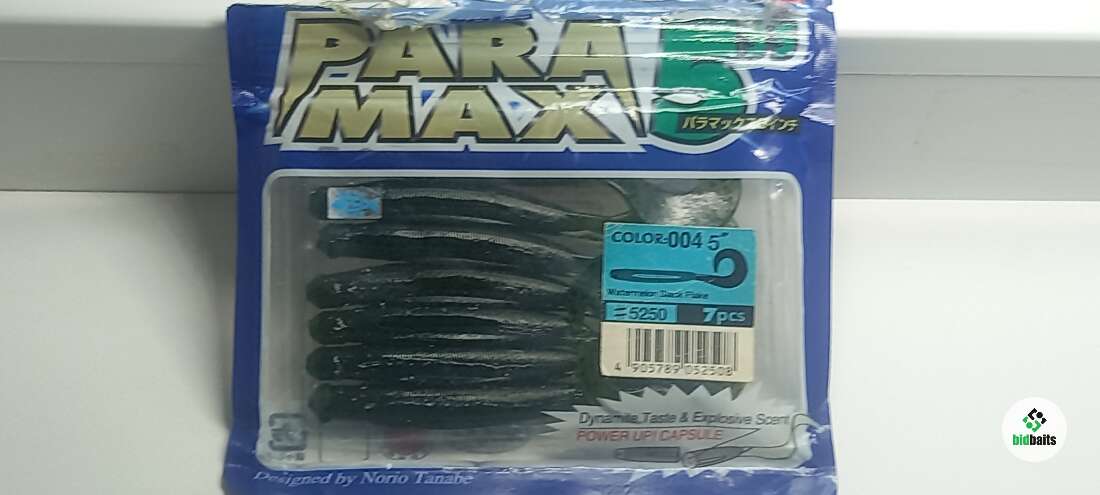 PARA
MAX
5
パラマックス5インチ
COLOR-004 5"
Watermelon Black Flake
#5250 7pcs
4 905789 052508
Dynamite Taste & Explosive Scent
POWER UP! CAPSULE
Designed by Norio Tanabe
bidbaits